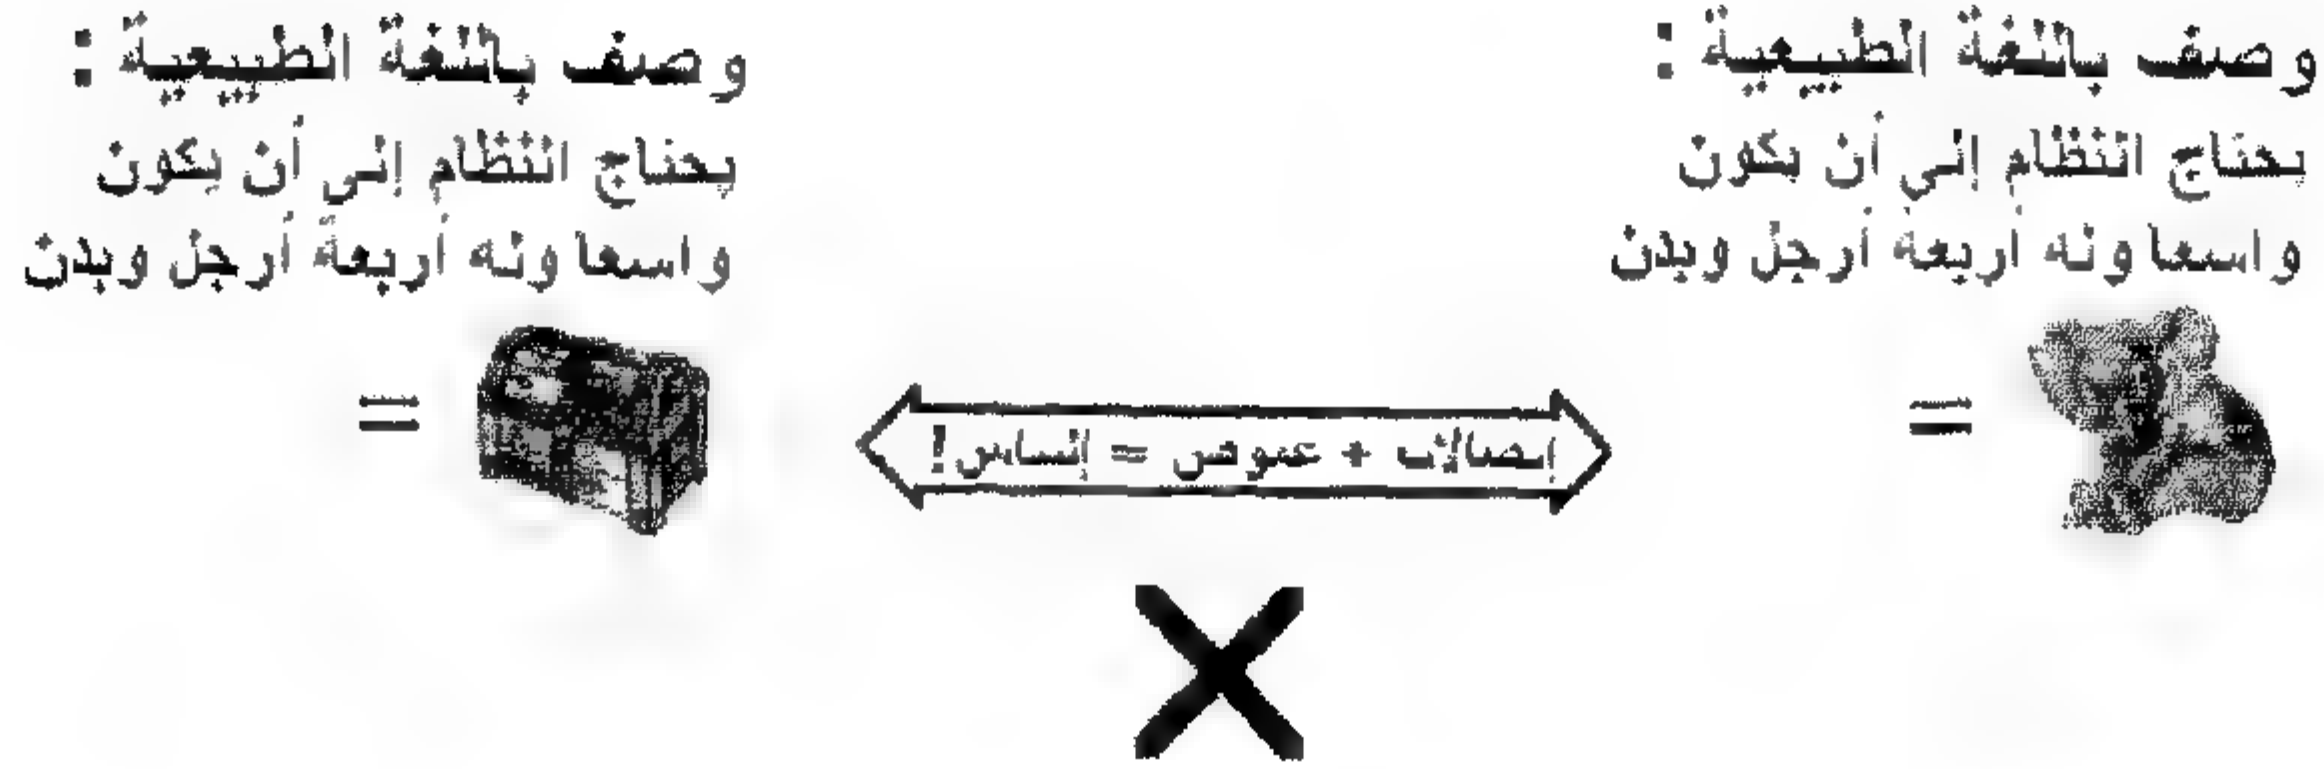 وصف باللغة الطبيعية :
يحتاج النظام إلى أن يكون
واسعا وله أربعة أرجل وبدن
=
إتصالات + غموض = إلتباس!
وصف باللغة الطبيعية :
يحتاج النظام إلى أن يكون
واسعا وله أربعة أرجل وبدن
=